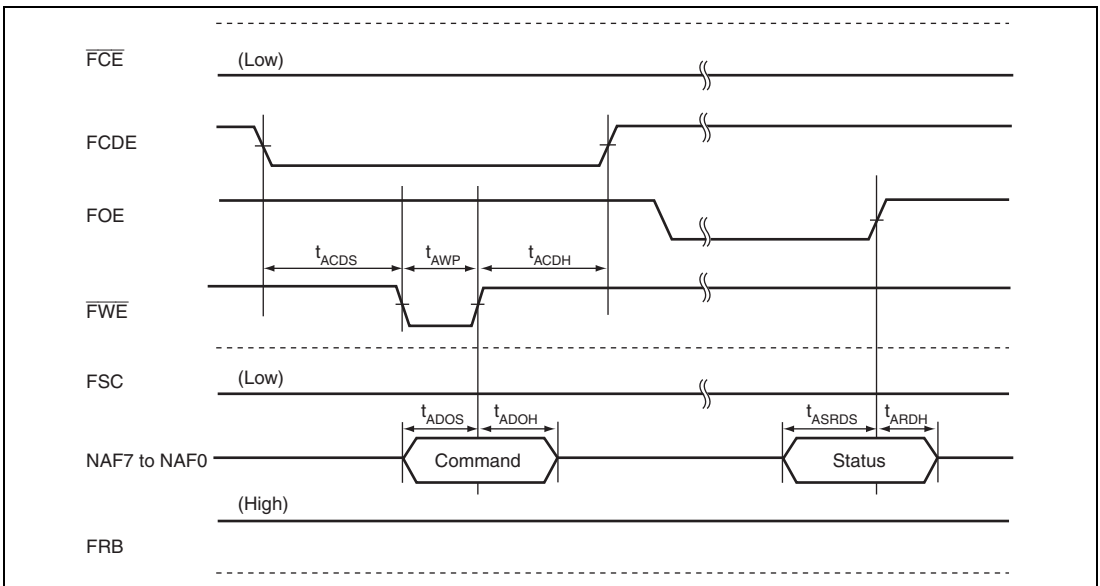 FCE (Low)
FCDE
FOE
tACDS tAWP tACDH
FWE
FSC (Low)
tADOS tADOH tASRDS tARDH
NAF7 to NAF0 Command Status
(High)
FRB